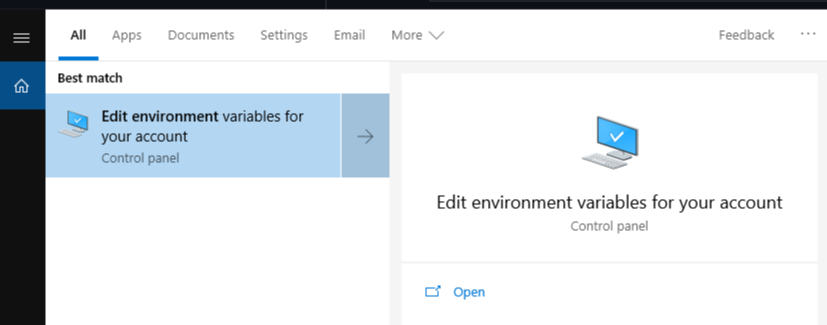 All Apps Documents Settings Email More Feedback ...
Best match
Edit environment variables for
your account
Control panel
Edit environment variables for your account
Control panel
Open